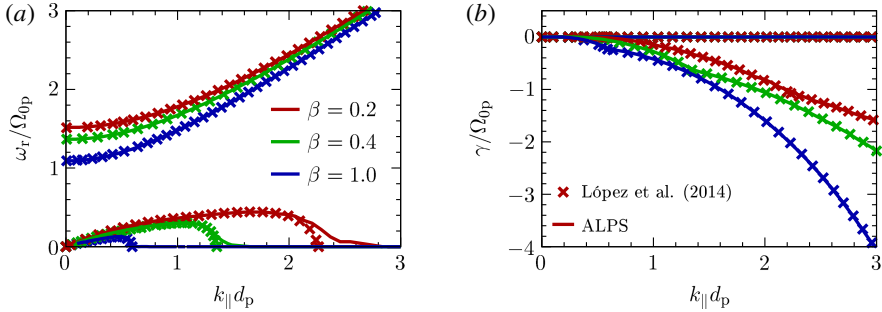 (a)
3
2
1
0
ωr/Ω0p
β = 0.2
β = 0.4
β = 1.0
0 1 2 3
k∥dp
(b)
0
−1
−2
−3
−4
γ/Ω0p
López et al. (2014)
ALPS
0 1 2 3
k∥dp